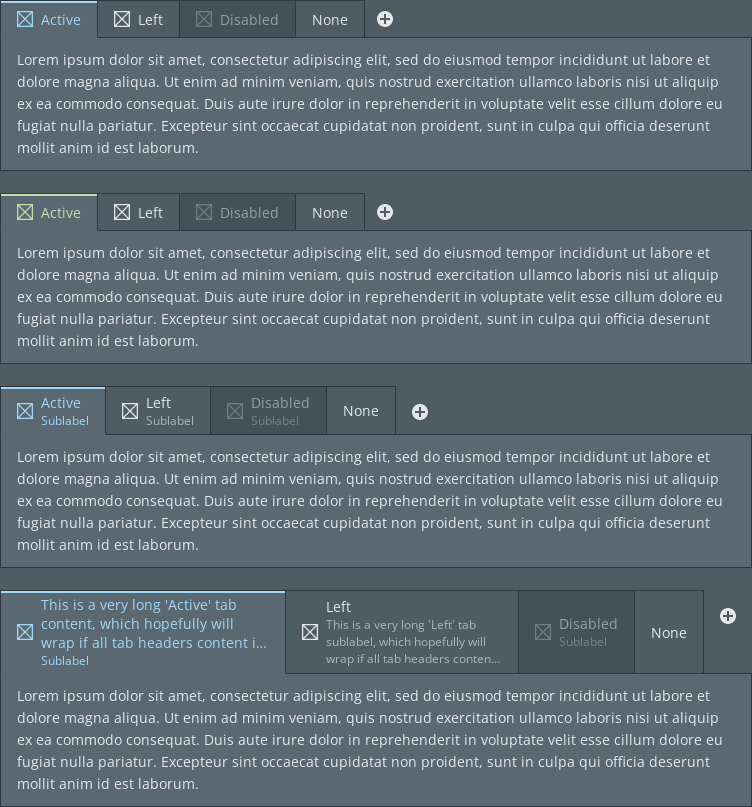 Active Left Disabled None
Lorem ipsum dolor sit amet, consectetur adipiscing elit, sed do eiusmod tempor incididunt ut labore et
dolore magna aliqua. Ut enim ad minim veniam, quis nostrud exercitation ullamco laboris nisi ut aliquip
ex ea commodo consequat. Duis aute irure dolor in reprehenderit in voluptate velit esse cillum dolore eu
fugiat nulla pariatur. Excepteur sint occaecat cupidatat non proident, sunt in culpa qui officia deserunt
mollit anim id est laborum.
Active Left Disabled None
Lorem ipsum dolor sit amet, consectetur adipiscing elit, sed do eiusmod tempor incididunt ut labore et
dolore magna aliqua. Ut enim ad minim veniam, quis nostrud exercitation ullamco laboris nisi ut aliquip
ex ea commodo consequat. Duis aute irure dolor in reprehenderit in voluptate velit esse cillum dolore eu
fugiat nulla pariatur. Excepteur sint occaecat cupidatat non proident, sunt in culpa qui officia deserunt
mollit anim id est laborum.
Active
Sublabel
Left
Sublabel
Disabled
Sublabel
None
Lorem ipsum dolor sit amet, consectetur adipiscing elit, sed do eiusmod tempor incididunt ut labore et
dolore magna aliqua. Ut enim ad minim veniam, quis nostrud exercitation ullamco laboris nisi ut aliquip
ex ea commodo consequat. Duis aute irure dolor in reprehenderit in voluptate velit esse cillum dolore eu
fugiat nulla pariatur. Excepteur sint occaecat cupidatat non proident, sunt in culpa qui officia deserunt
mollit anim id est laborum.
This is a very long 'Active' tab
content, which hopefully will
wrap if all tab headers content i...
Sublabel
Left
This is a very long 'Left' tab
sublabel, which hopefully will
wrap if all tab headers conten...
Disabled
Sublabel
None
Lorem ipsum dolor sit amet, consectetur adipiscing elit, sed do eiusmod tempor incididunt ut labore et
dolore magna aliqua. Ut enim ad minim veniam, quis nostrud exercitation ullamco laboris nisi ut aliquip
ex ea commodo consequat. Duis aute irure dolor in reprehenderit in voluptate velit esse cillum dolore eu
fugiat nulla pariatur. Excepteur sint occaecat cupidatat non proident, sunt in culpa qui officia deserunt
mollit anim id est laborum.